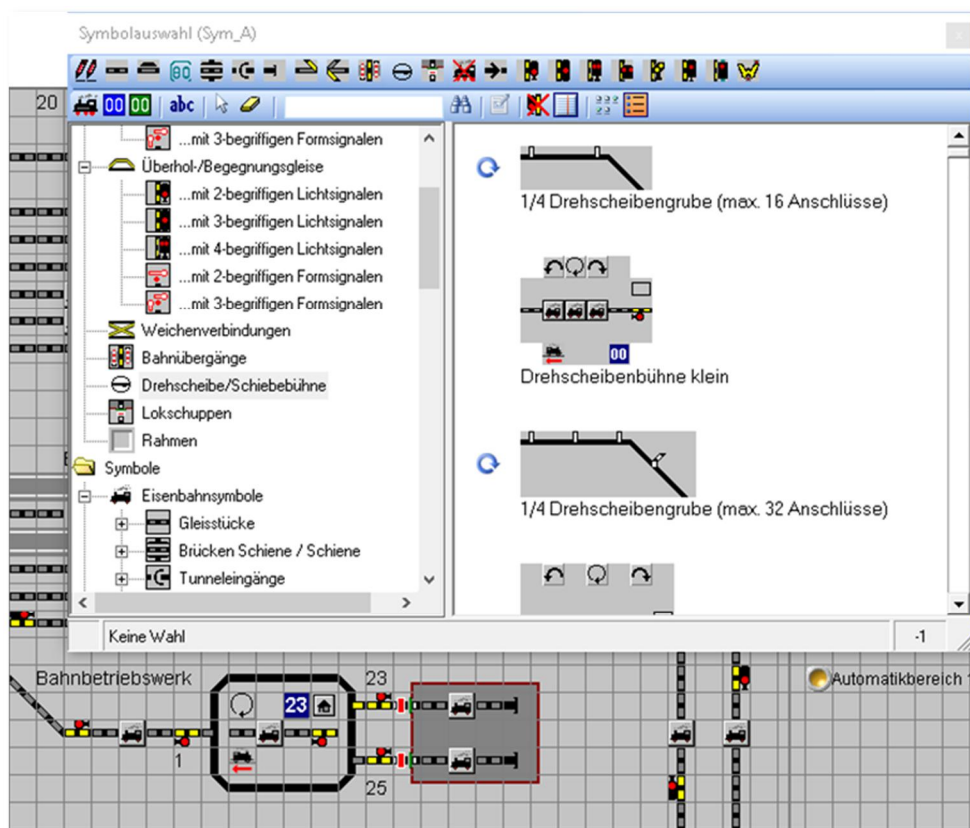 Symbolauswahl (Sym_A)
00 00 abc
20
...mit 3-begriffigen Formsignalen
Überhol-/Begegnungsgleise
...mit 2-begriffigen Lichtsignalen
...mit 3-begriffigen Lichtsignalen
...mit 4-begriffigen Lichtsignalen
...mit 2-begriffigen Formsignalen
...mit 3-begriffigen Formsignalen
Weichenverbindungen
Bahnübergänge
Drehscheibe/Schiebebühne
Lokschuppen
Rahmen
Symbole
Eisenbahnsymbole
Gleisstücke
Brücken Schiene / Schiene
Tunneleingänge
1/4 Drehscheibengrube (max. 16 Anschlüsse)
00
Drehscheibenbühne klein
1/4 Drehscheibengrube (max. 32 Anschlüsse)
Keine Wahl
-1
Bahnbetriebswerk
23
23
1
25
Automatikbereich 1